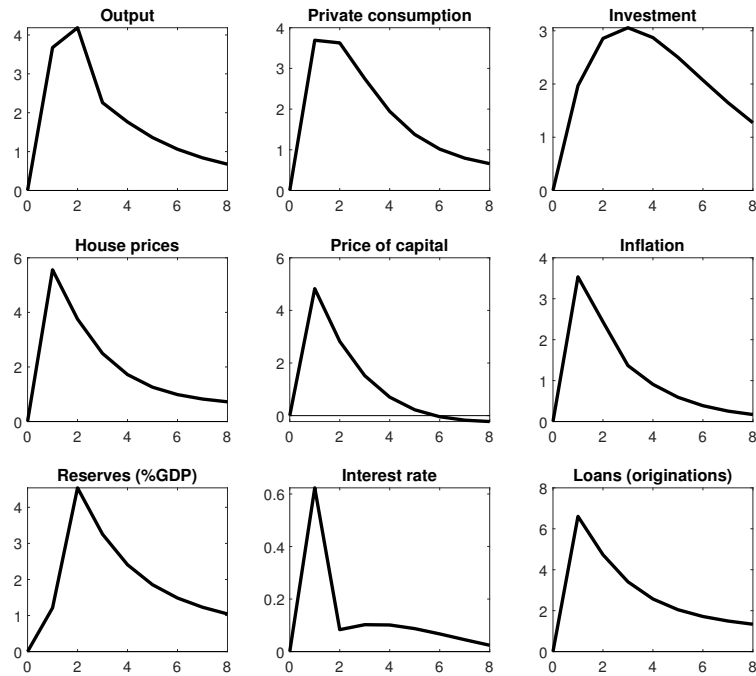 Output
Private consumption
Investment
4
3
2
1
0
0 2 4 6 8
4
3
2
1
0
0 2 4 6 8
3
2
1
0
0 2 4 6 8
House prices
Price of capital
Inflation
6
4
2
0
0 2 4 6 8
6
4
2
0
0 2 4 6 8
4
3
2
1
0
0 2 4 6 8
Reserves (%GDP)
Interest rate
Loans (originations)
4
3
2
1
0
0 2 4 6 8
0.6
0.4
0.2
0
0 2 4 6 8
8
6
4
2
0
0 2 4 6 8